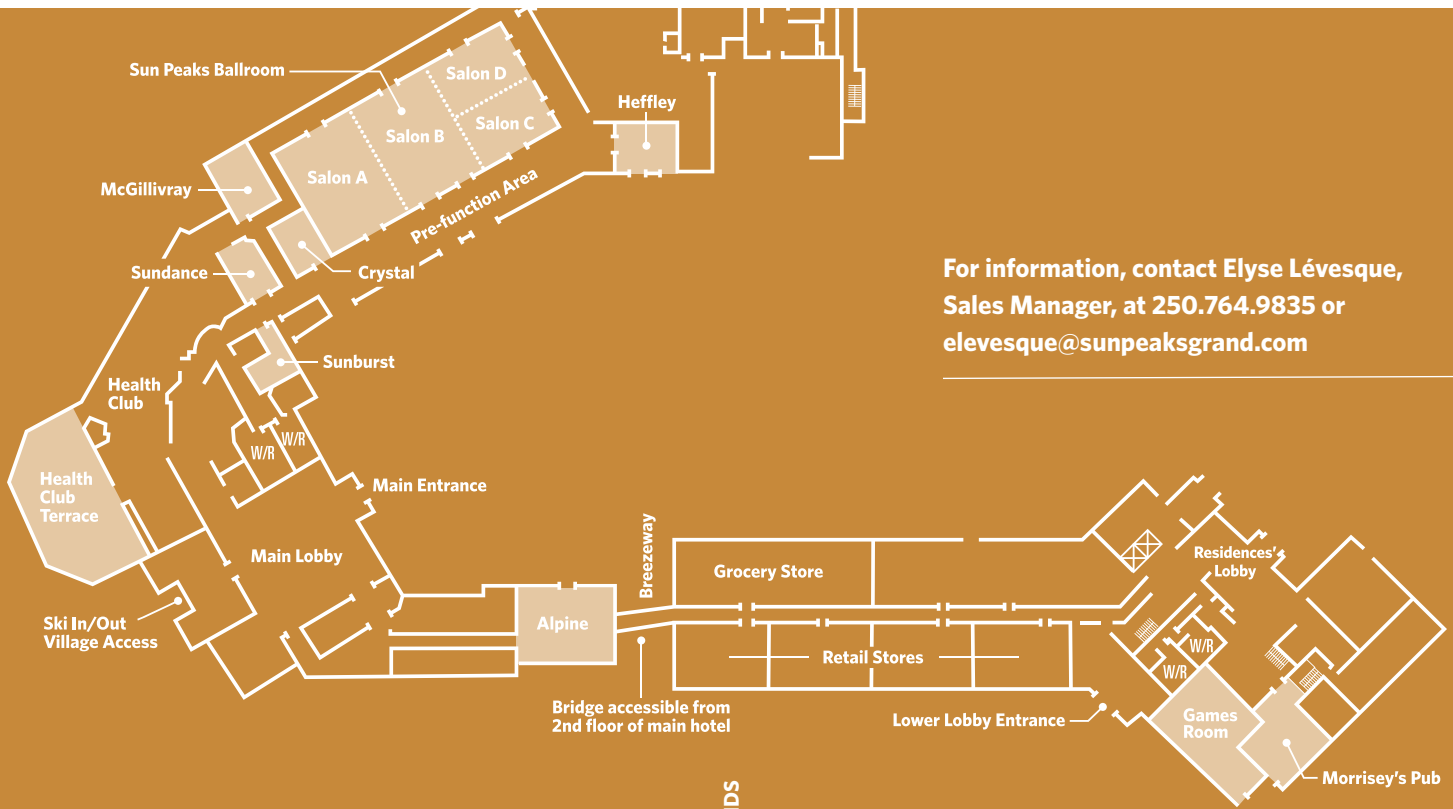 Sun Peaks Ballroom
Salon D
Heffley
Salon B
Salon C
Salon A
McGillivray
Pre-function Area
Sundance
Crystal
For information, contact Elyse Lévesque,
Sales Manager, at 250.764.9835 or
elevesque@sunpeaksgrand.com
Sunburst
Health
Club
W/R
W/R
Health
Club
Terrace
Main Entrance
Main Lobby
Breezeway
Grocery Store
Residences'
Lobby
Ski In/Out
Village Access
Alpine
Retail Stores
W/R
W/R
Bridge accessible from
2nd floor of main hotel
Lower Lobby Entrance
Games
Room
Morrisey's Pub